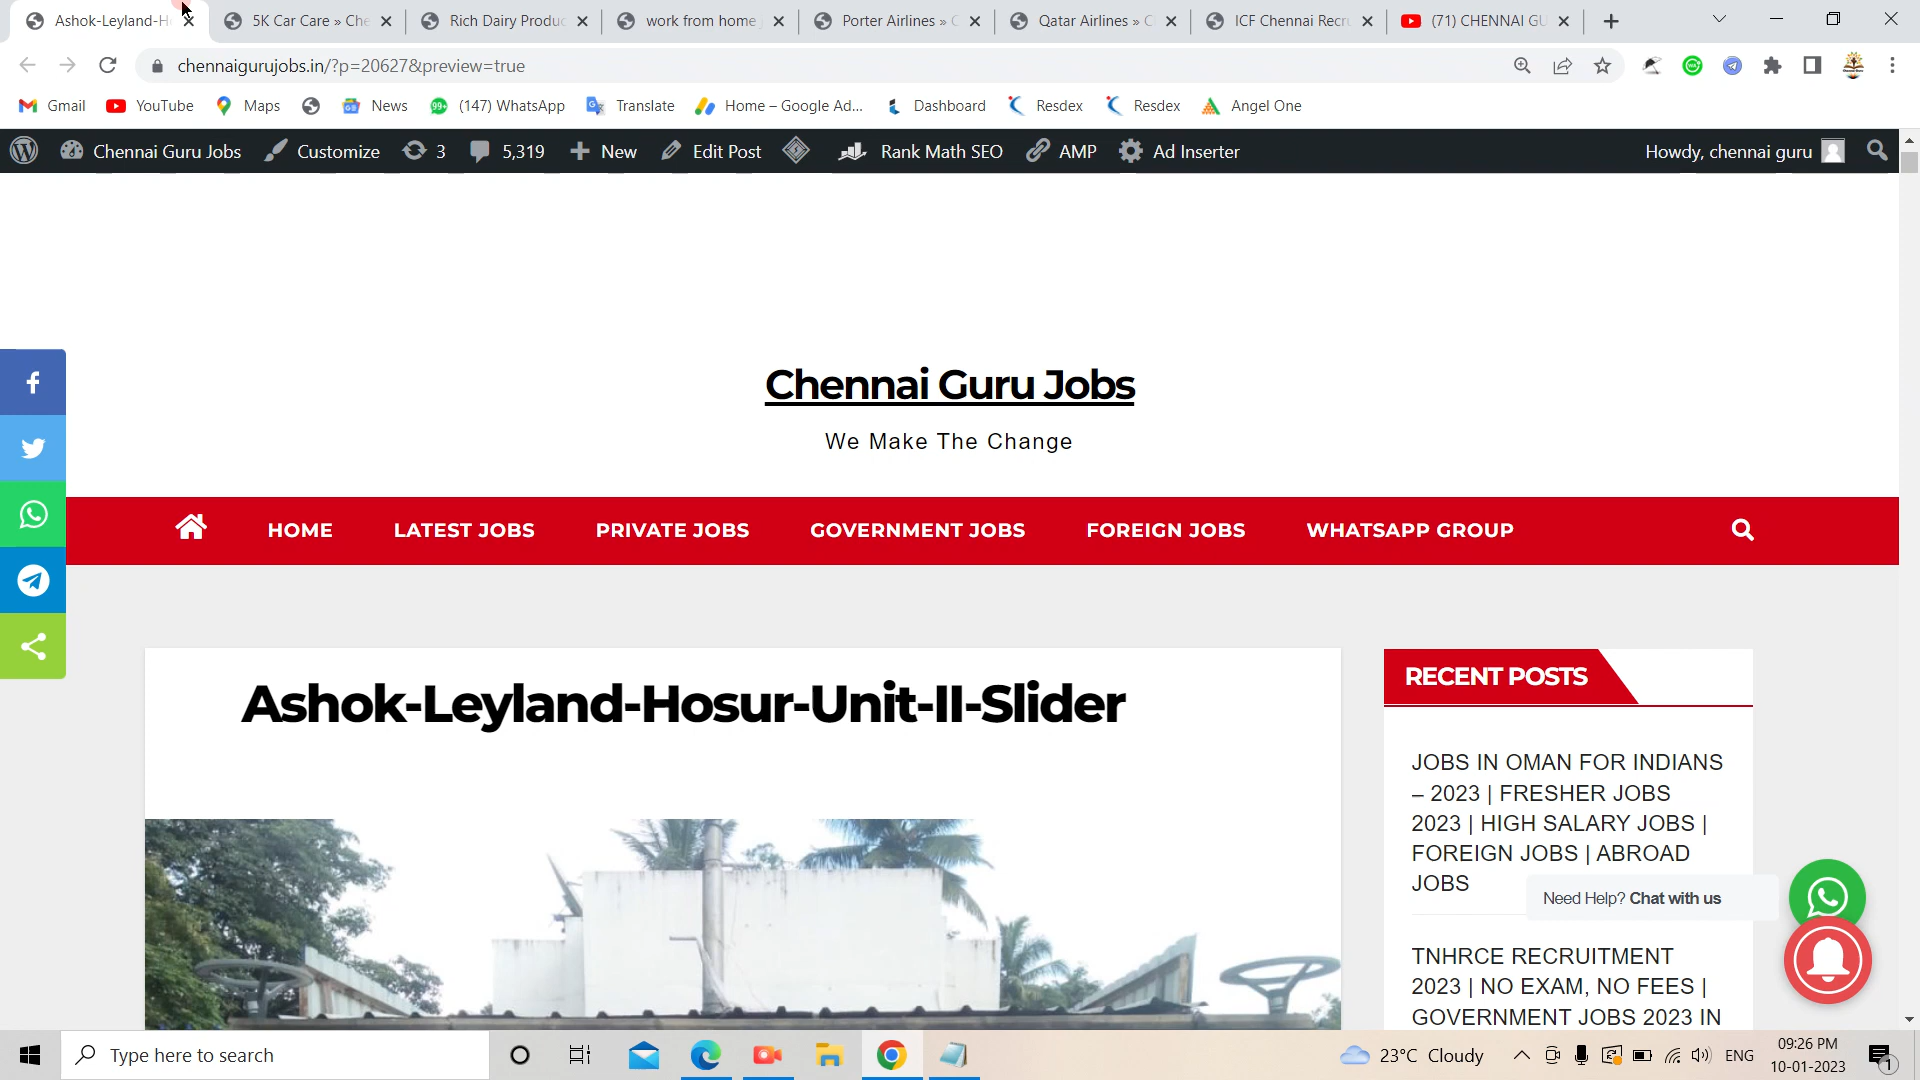 Ashok-Leyland-H
5K Car Care » Che
Rich Dairy Produc
work from home
Porter Airlines » C
Qatar Airlines » C
ICF Chennai Recru
(71) CHENNAI GU
chennaigurujobs.in/?p=20627&preview=true
Gmail
YouTube
Maps
News
99+
(147) WhatsApp
Translate
Home – Google Ad...
Dashboard
Resdex
Resdex
Angel One
Chennai Guru Jobs
Customize
3
5,319
New
Edit Post
Rank Math SEO
AMP
Ad Inserter
Howdy, chennai guru
Chennai Guru Jobs
We Make The Change
HOME
LATEST JOBS
PRIVATE JOBS
GOVERNMENT JOBS
FOREIGN JOBS
WHATSAPP GROUP
Ashok-Leyland-Hosur-Unit-II-Slider
RECENT POSTS
JOBS IN OMAN FOR INDIANS
– 2023 | FRESHER JOBS
2023 | HIGH SALARY JOBS |
FOREIGN JOBS | ABROAD
JOBS
Need Help? Chat with us
TNHRCE RECRUITMENT
2023 | NO EXAM, NO FEES |
GOVERNMENT JOBS 2023 IN
Type here to search
23°C Cloudy
ENG
09:26 PM
10-01-2023
1